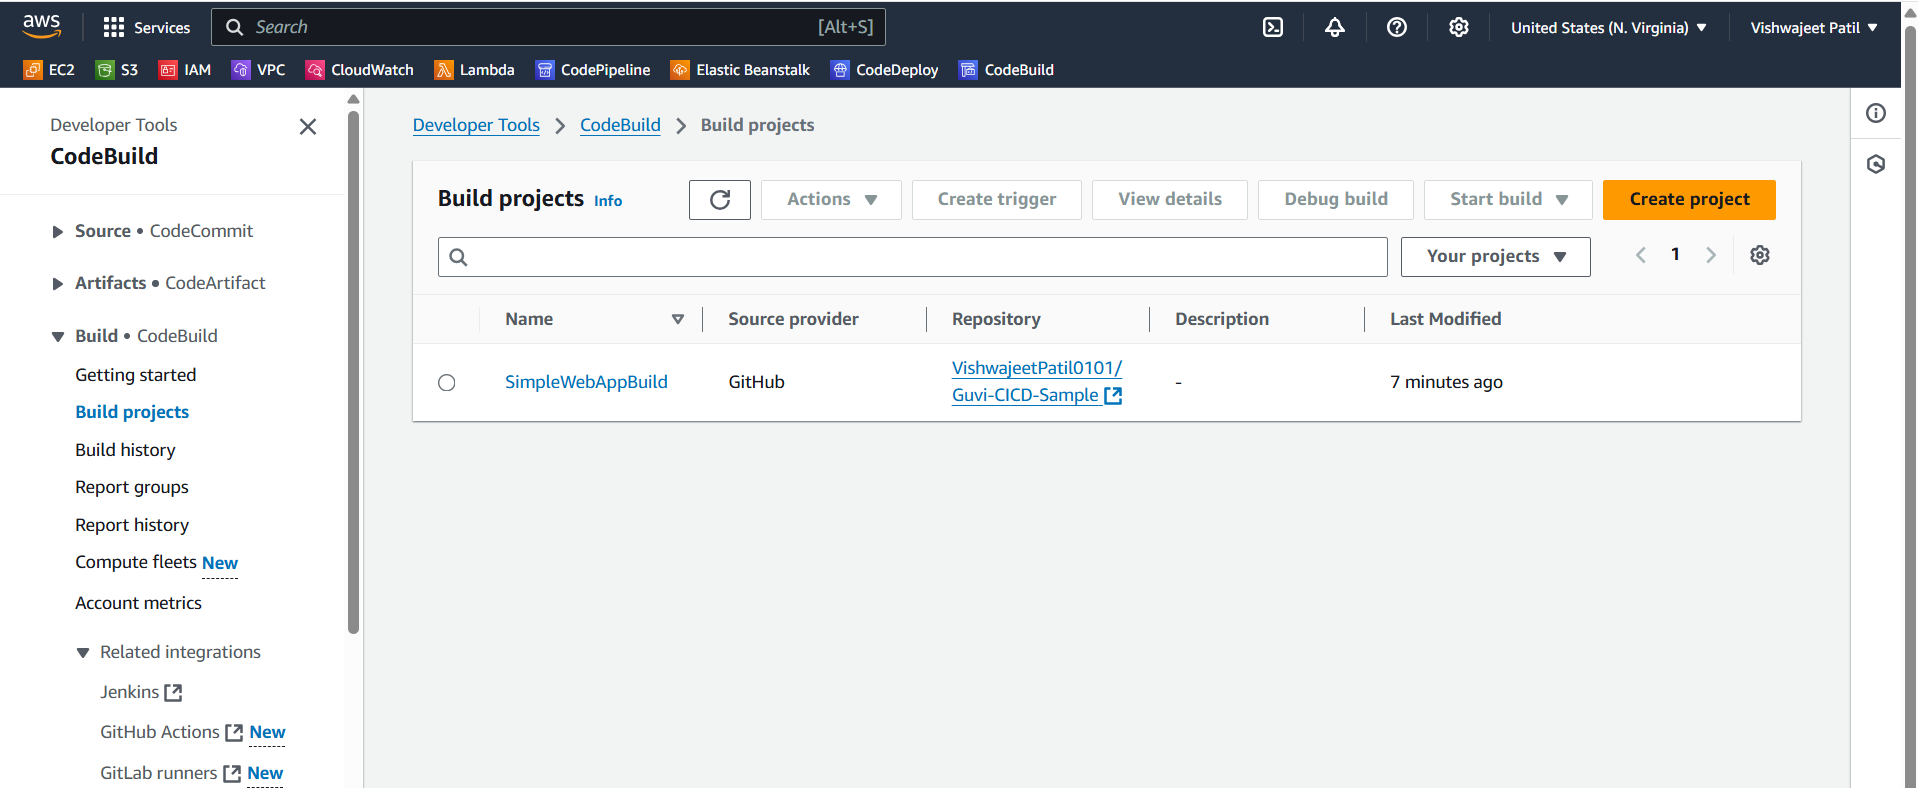 aws
Services
Search [Alt+S]
United States (N. Virginia)
Vishwajeet Patil
EC2 S3 IAM VPC CloudWatch Lambda CodePipeline Elastic Beanstalk CodeDeploy CodeBuild
Developer Tools
CodeBuild
Source • CodeCommit
Artifacts • CodeArtifact
Build • CodeBuild
Getting started
Build projects
Build history
Report groups
Report history
Compute fleets New
Account metrics
Related integrations
Jenkins
GitHub Actions New
GitLab runners New
Developer Tools > CodeBuild > Build projects
Build projects Info
Actions Create trigger View details Debug build Start build Create project
Your projects
1
Name Source provider Repository Description Last Modified
SimpleWebAppBuild GitHub VishwajeetPatil0101/ - 7 minutes ago
Guvi-CICD-Sample